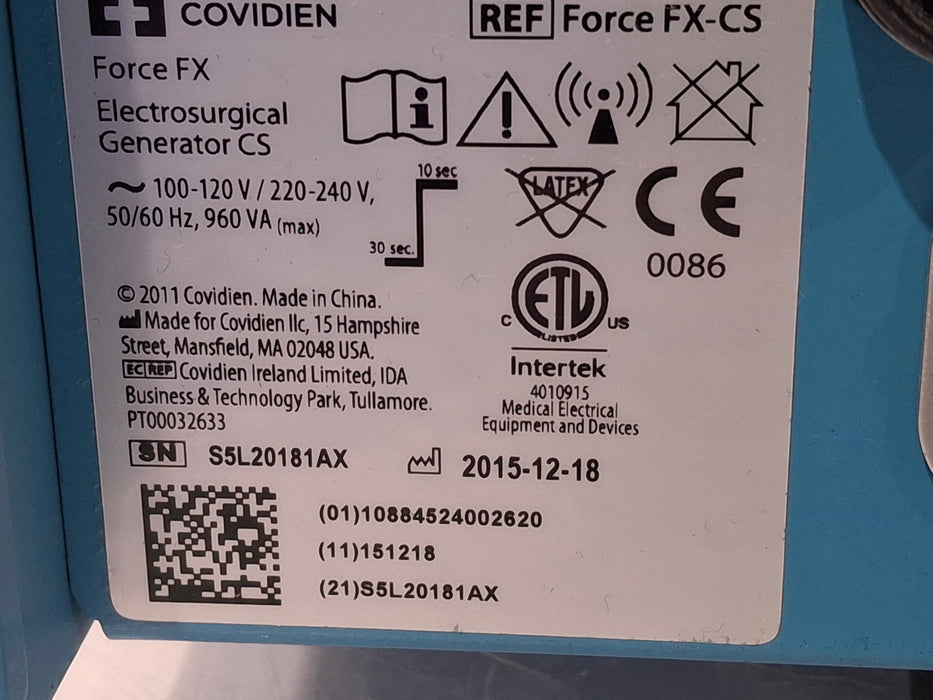 COVIDIEN
REF Force FX-CS
Force FX
Electrosurgical
Generator CS
100-120 V / 220-240 V,
50/60 Hz, 960 VA (max)
10 sec
30 sec.
LATEX
CE
0086
© 2011 Covidien. Made in China.
Made for Covidien llc, 15 Hampshire
Street, Mansfield, MA 02048 USA.
EC REP Covidien Ireland Limited, IDA
Business & Technology Park, Tullamore.
PT00032633
ETL
C US
LISTED
Intertek
4010915
Medical Electrical
Equipment and Devices
SN S5L20181AX
2015-12-18
(01)10884524002620
(11)151218
(21)S5L20181AX